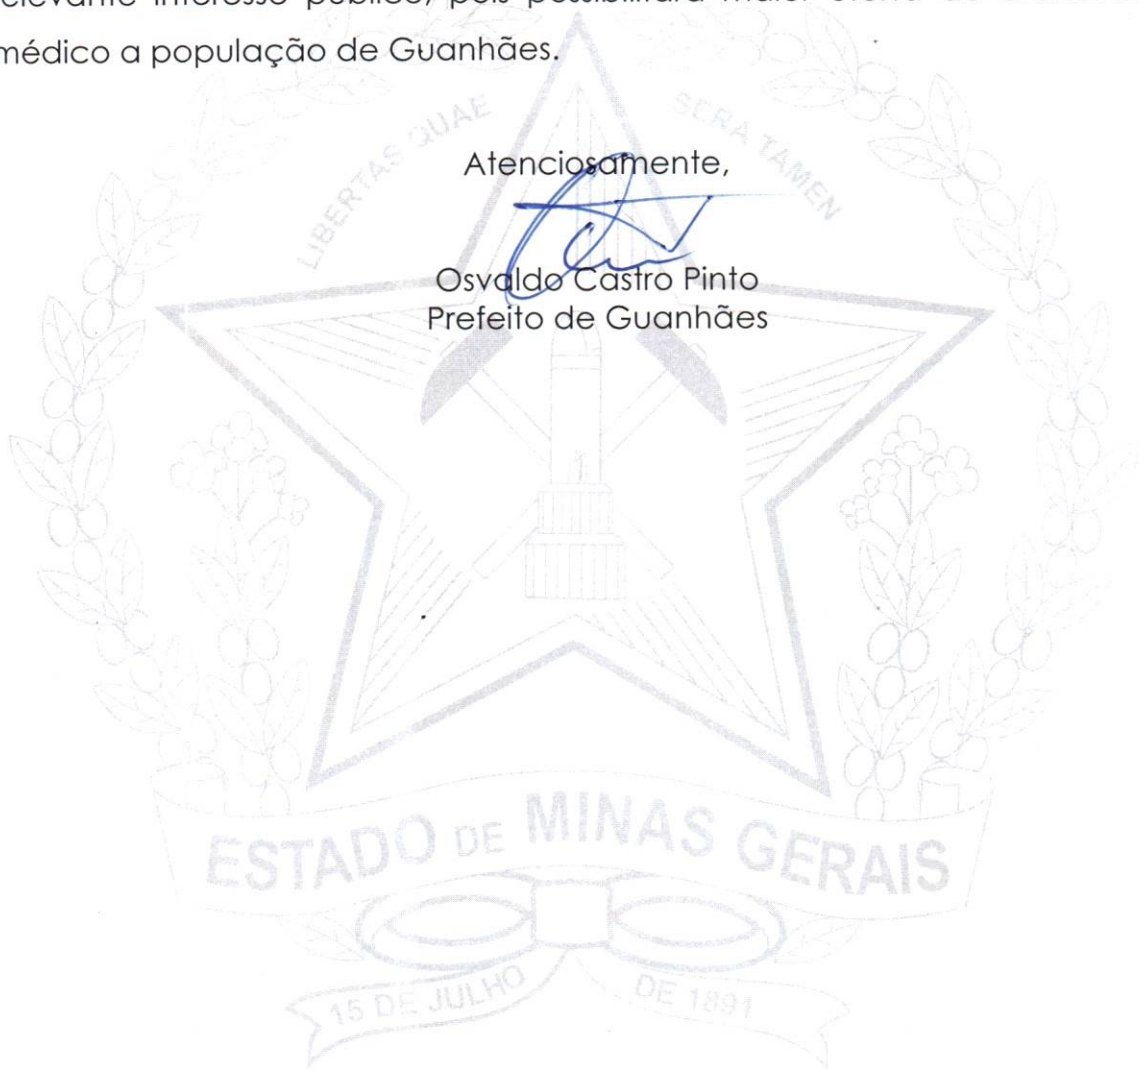 médico a população de Guanhães.
LIBERTAS QUAE SERA TAMEN
Atenciosamente,
Osvaldo Castro Pinto
Prefeito de Guanhães
ESTADO DE MINAS GERAIS
15 DE JULHO DE 1891